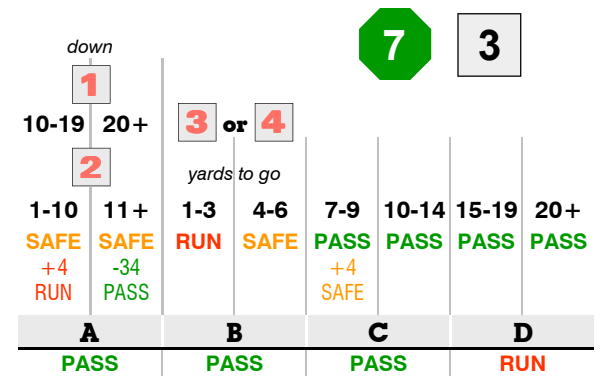 7 3
down
1
10-19 20+ 3 or 4
2 yards to go
1-10 11+ 1-3 4-6 7-9 10-14 15-19 20+
SAFE SAFE RUN SAFE PASS PASS PASS PASS
+4 -34 +4
RUN PASS SAFE
A B C D
PASS PASS PASS RUN